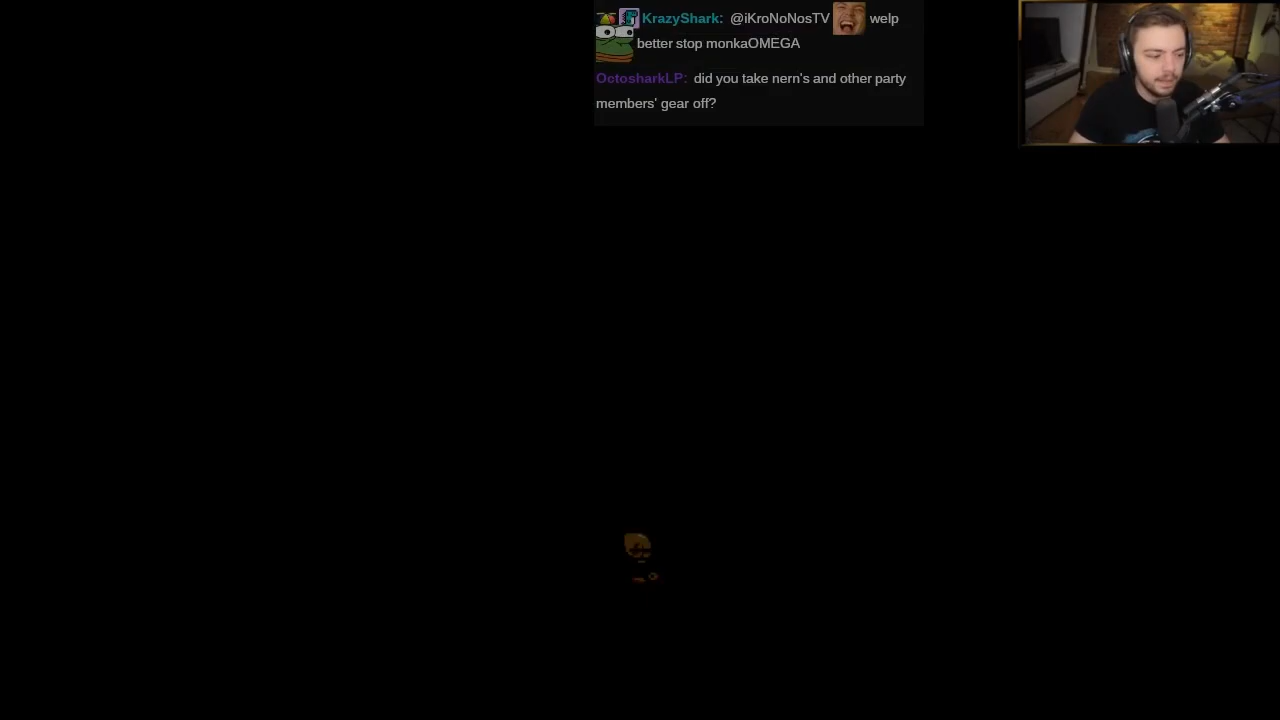 KrazyShark: @iKroNoNosTV welp
better stop monkaOMEGA
OctosharkLP: did you take nern's and other party
members' gear off?